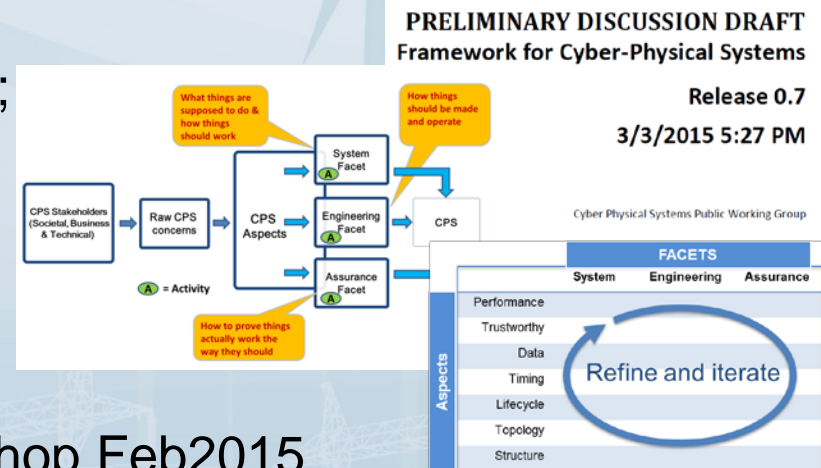 PRELIMINARY DISCUSSION DRAFT
Framework for Cyber-Physical Systems
Release 0.7
3/3/2015 5:27 PM
Cyber Physical Systems Public Working Group
;
What things are
supposed to do &
how things
should work
How things
should be made
and operate
System
Facet
A
CPS Stakeholders
(Societal, Business
& Technical)
Raw CPS
concerns
CPS
Aspects
Engineering
Facet
A
CPS
Assurance
Facet
A
A = Activity
How to prove things
actually work the
way they should
FACETS
System Engineering Assurance
Aspects
Performance
Trustworthy
Data
Timing
Lifecycle
Topology
Structure
Refine and iterate
hop Feb2015